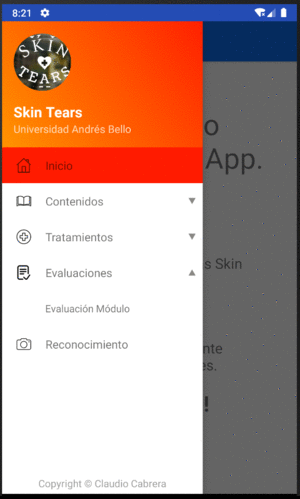 8:21
SKIN
TEARS
Skin Tears
Universidad Andrés Bello
o
App.
Inicio
Contenidos
Tratamientos
s Skin
Evaluaciones
Evaluación Módulo
Reconocimiento
nte
es.
!
Copyright © Claudio Cabrera